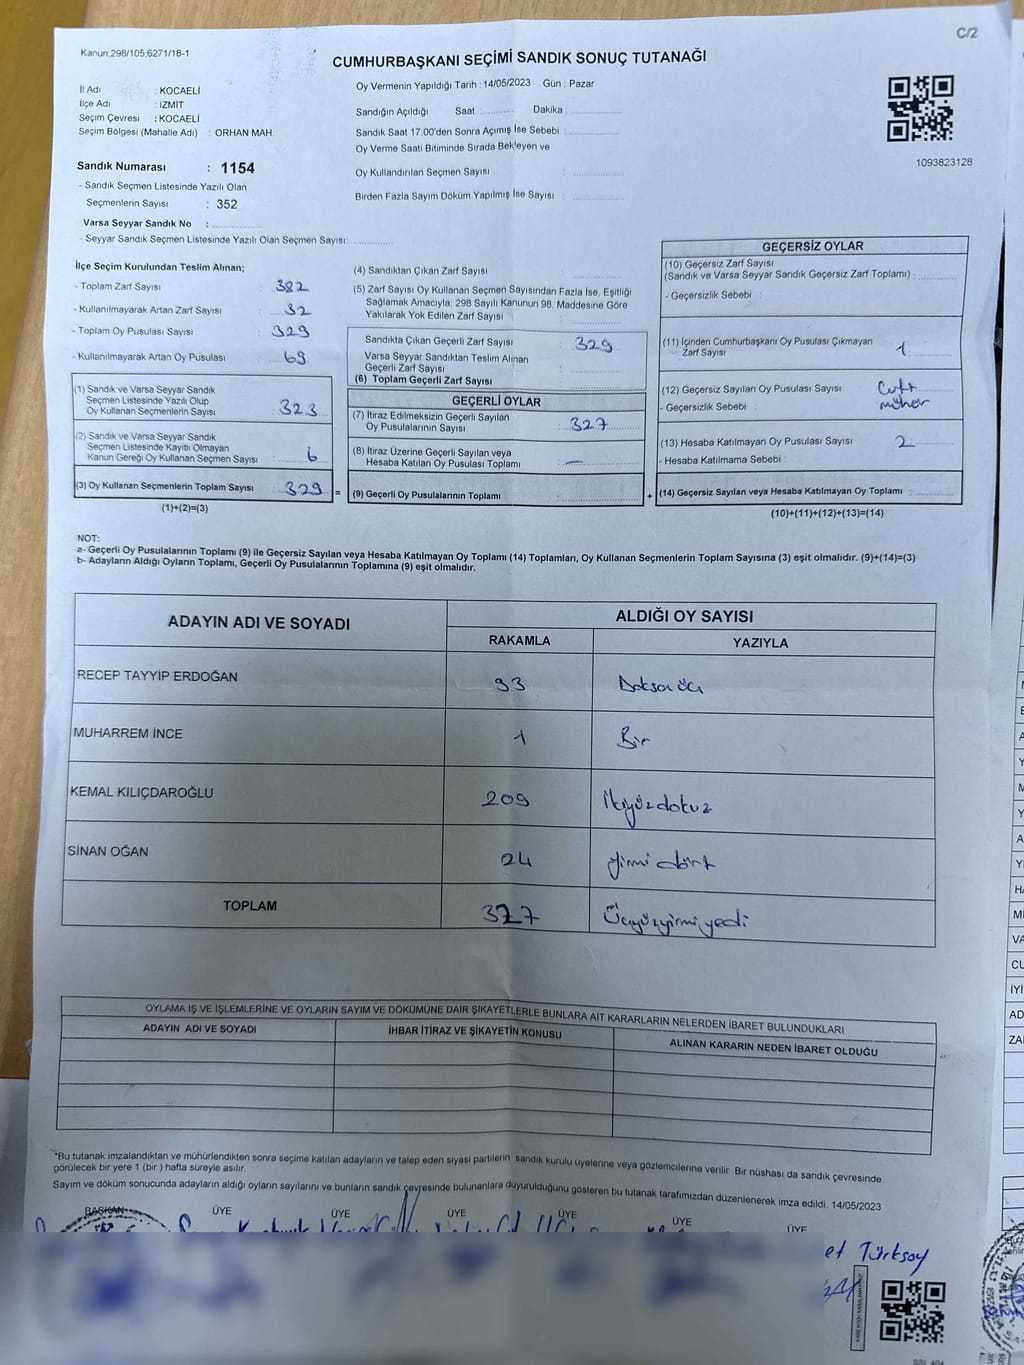 C/2
Kanun:298/105;6271/18-1
CUMHURBAŞKANI SEÇİMİ SANDIK SONUÇ TUTANAĞI
İl Adı : KOCAELİ
İlçe Adı : İZMİT
Seçim Çevresi : KOCAELİ
Seçim Bölgesi (Mahalle Adı) : ORHAN MAH.
Oy Vermenin Yapıldığı Tarih : 14/05/2023 Gün : Pazar
Sandığın Açıldığı Saat : Dakika :
Sandık Saat 17.00'den Sonra Açımış İse Sebebi :
Oy Verme Saati Bitiminde Sırada Bekleyen ve
Oy Kullandırılan Seçmen Sayısı :
Birden Fazla Sayım Döküm Yapılmış İse Sayısı :
1093823128
Sandık Numarası : 1154
- Sandık Seçmen Listesinde Yazılı Olan
Seçmenlerin Sayısı : 352
Varsa Seyyar Sandık No :
- Seyyar Sandık Seçmen Listesinde Yazılı Olan Seçmen Sayısı:
İlçe Seçim Kurulundan Teslim Alınan;
- Toplam Zarf Sayısı : 382
- Kullanılmayarak Artan Zarf Sayısı : 32
- Toplam Oy Pusulası Sayısı : 329
- Kullanılmayarak Artan Oy Pusulası : 69
(1) Sandık ve Varsa Seyyar Sandık
Seçmen Listesinde Yazılı Olup
Oy Kullanan Seçmenlerin Sayısı : 323
(2) Sandık ve Varsa Seyyar Sandık
Seçmen Listesinde Kayıtlı Olmayan
Kanun Gereği Oy Kullanan Seçmen Sayısı : 6
(3) Oy Kullanan Seçmenlerin Toplam Sayısı : 329 =
(1)+(2)=(3)
(4) Sandıktan Çıkan Zarf Sayısı :
(5) Zarf Sayısı Oy Kullanan Seçmen Sayısından Fazla İse, Eşitliği
Sağlamak Amacıyla; 298 Sayılı Kanunun 98. Maddesine Göre
Yakılarak Yok Edilen Zarf Sayısı :
Sandıkta Çıkan Geçerli Zarf Sayısı : 329
Varsa Seyyar Sandıktan Teslim Alınan
Geçerli Zarf Sayısı :
(6) Toplam Geçerli Zarf Sayısı :
GEÇERLİ OYLAR
(7) İtiraz Edilmeksizin Geçerli Sayılan
Oy Pusulalarının Sayısı : 327
(8) İtiraz Üzerine Geçerli Sayılan veya
Hesaba Katılan Oy Pusulası Toplamı : —
(9) Geçerli Oy Pusulalarının Toplamı : +
GEÇERSİZ OYLAR
(10) Geçersiz Zarf Sayısı
(Sandık ve Varsa Seyyar Sandık Geçersiz Zarf Toplamı) :
- Geçersizlik Sebebi :
(11) İçinden Cumhurbaşkanı Oy Pusulası Çıkmayan
Zarf Sayısı : 1
(12) Geçersiz Sayılan Oy Pusulası Sayısı : Çift
- Geçersizlik Sebebi : mühür
(13) Hesaba Katılmayan Oy Pusulası Sayısı : 2
- Hesaba Katılmama Sebebi :
(14) Geçersiz Sayılan veya Hesaba Katılmayan Oy Toplamı :
(10)+(11)+(12)+(13)=(14)
NOT:
a- Geçerli Oy Pusulalarının Toplamı (9) ile Geçersiz Sayılan veya Hesaba Katılmayan Oy Toplamı (14) Toplamları, Oy Kullanan Seçmenlerin Toplam Sayısına (3) eşit olmalıdır. (9)+(14)=(3)
b- Adayların Aldığı Oyların Toplamı, Geçerli Oy Pusulalarının Toplamına (9) eşit olmalıdır.
ADAYIN ADI VE SOYADI
ALDIĞI OY SAYISI
RAKAMLA YAZIYLA
RECEP TAYYİP ERDOĞAN 93 Doksanüç
MUHARREM İNCE 1 Bir
KEMAL KILIÇDAROĞLU 209 İkiyüzdokuz
SİNAN OĞAN 24 Yirmi dört
TOPLAM 327 Üçyüzyirmiyedi
OYLAMA İŞ VE İŞLEMLERİNE VE OYLARIN SAYIM VE DÖKÜMÜNE DAİR ŞİKAYETLERLE BUNLARA AİT KARARLARIN NELERDEN İBARET BULUNDUKLARI
ADAYIN ADI VE SOYADI İHBAR İTİRAZ VE ŞİKAYETİN KONUSU ALINAN KARARIN NEDEN İBARET OLDUĞU
*Bu tutanak imzalandıktan ve mühürlendikten sonra seçime katılan adayların ve talep eden siyasi partilerin sandık kurulu üyelerine veya gözlemcilerine verilir. Bir nüshası da sandık çevresinde
görülecek bir yere 1 (bir ) hafta süreyle asılır.
Sayım ve döküm sonucunda adayların aldığı oyların sayılarını ve bunların sandık çevresinde bulunanlara duyurulduğunu gösteren bu tutanak tarafımızdan düzenlenerek imza edildi. 14/05/2023
BAŞKAN ÜYE ÜYE ÜYE ÜYE ÜYE ÜYE
et Türksoy